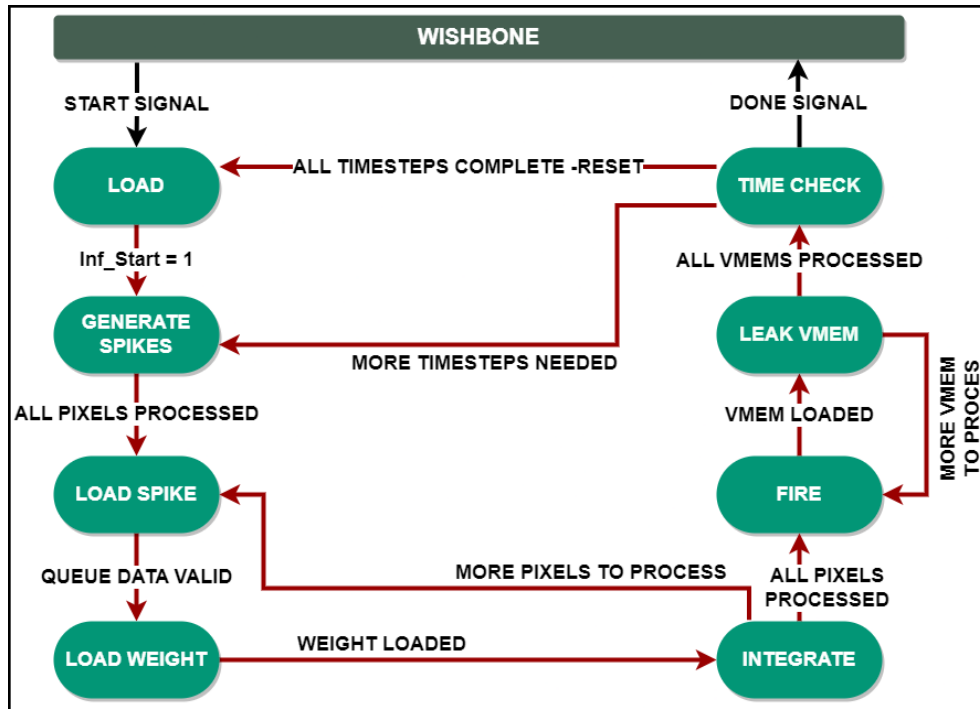 WISHBONE
START SIGNAL
DONE SIGNAL
LOAD
ALL TIMESTEPS COMPLETE -RESET
TIME CHECK
Inf_Start = 1
ALL VMEMS PROCESSED
GENERATE
SPIKES
LEAK VMEM
MORE TIMESTEPS NEEDED
MORE VMEM
TO PROCES
ALL PIXELS PROCESSED
VMEM LOADED
LOAD SPIKE
FIRE
QUEUE DATA VALID
MORE PIXELS TO PROCESS
ALL PIXELS
PROCESSED
LOAD WEIGHT
WEIGHT LOADED
INTEGRATE